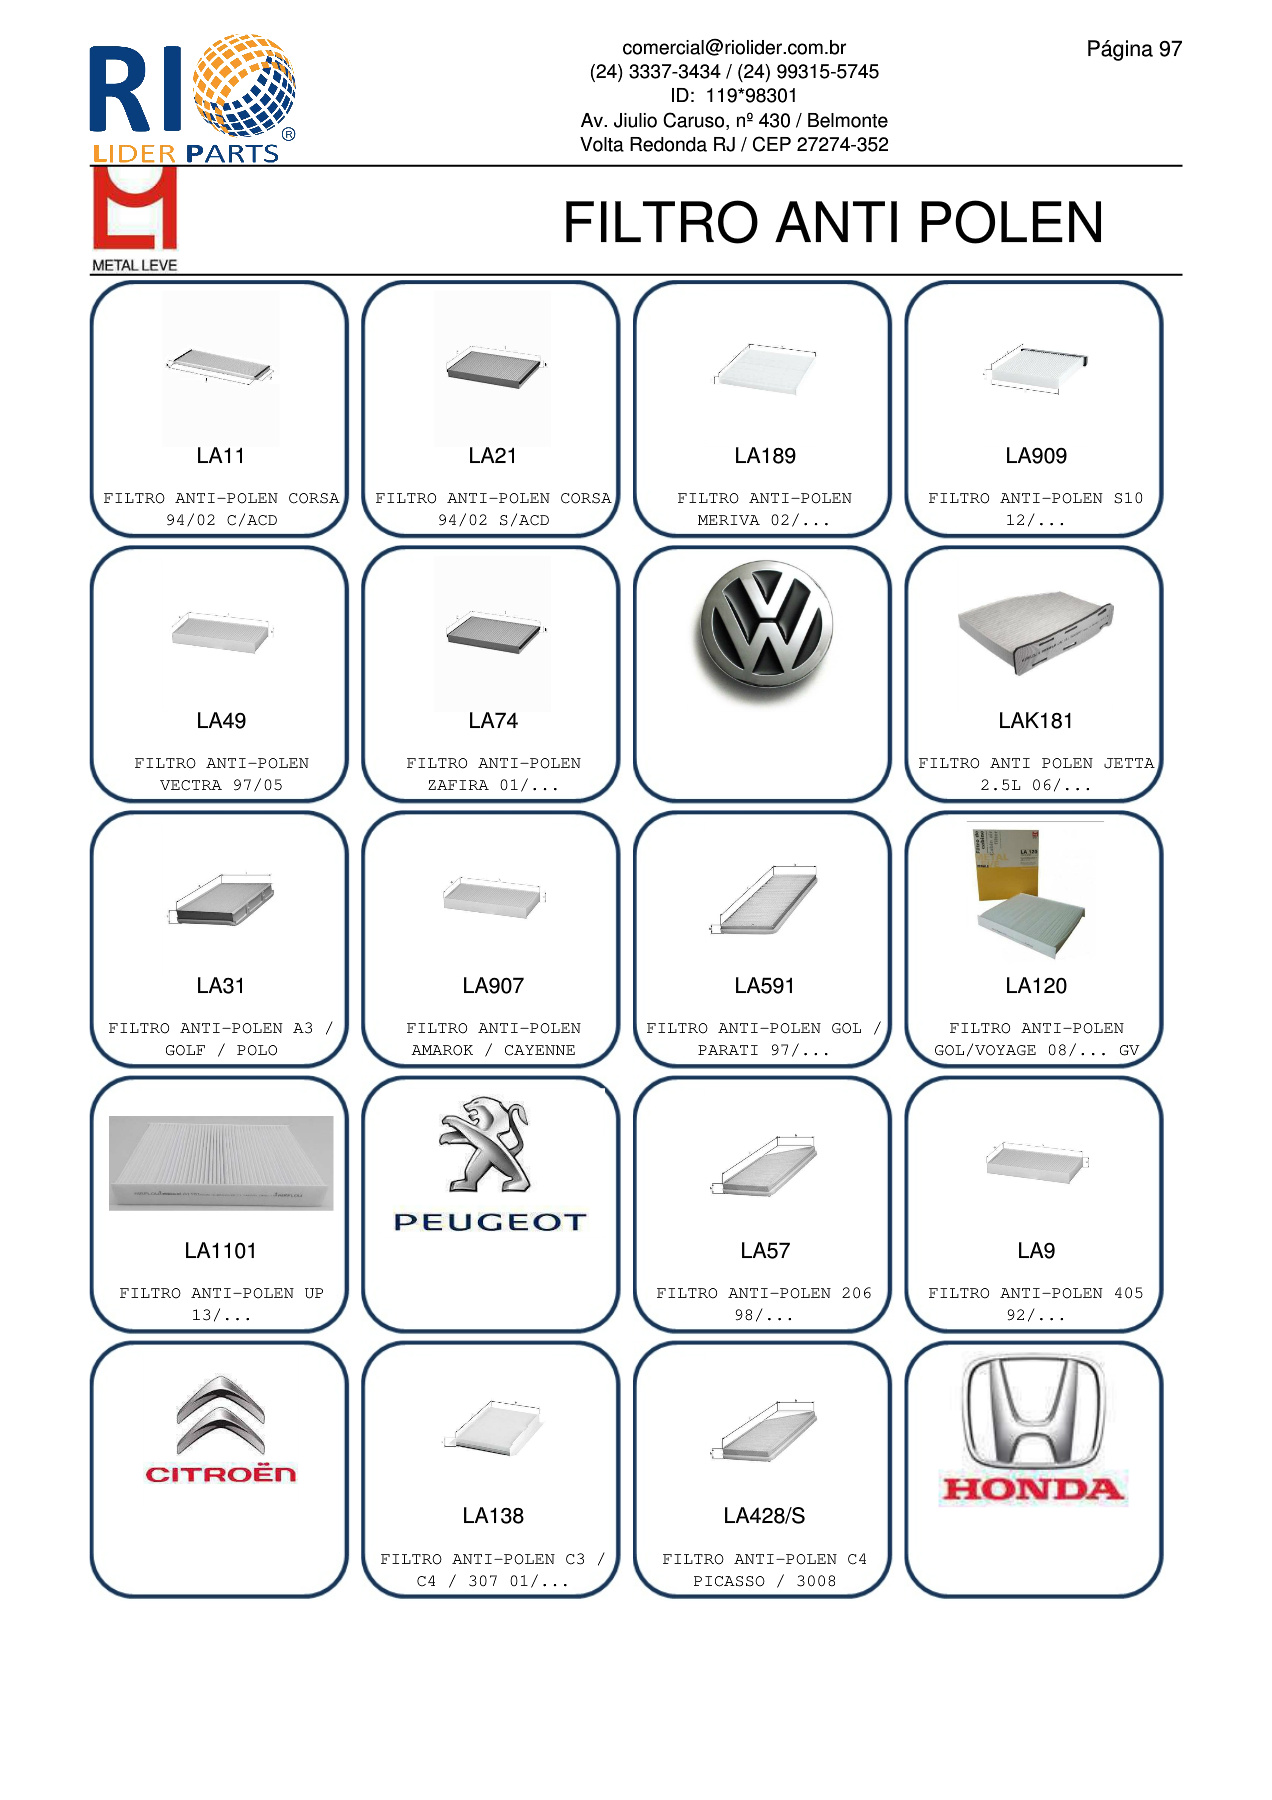 RIO
LIDER PARTS
®
comercial@riolider.com.br
(24) 3337-3434 / (24) 99315-5745
ID: 119*98301
Av. Jiulio Caruso, nº 430 / Belmonte
Volta Redonda RJ / CEP 27274-352
Página 97
METAL LEVE
FILTRO ANTI POLEN
LA11
FILTRO ANTI-POLEN CORSA
94/02 C/ACD
LA21
FILTRO ANTI-POLEN CORSA
94/02 S/ACD
LA189
FILTRO ANTI-POLEN
MERIVA 02/...
LA909
FILTRO ANTI-POLEN S10
12/...
LA49
FILTRO ANTI-POLEN
VECTRA 97/05
LA74
FILTRO ANTI-POLEN
ZAFIRA 01/...
LAK181
FILTRO ANTI POLEN JETTA
2.5L 06/...
LA31
FILTRO ANTI-POLEN A3 /
GOLF / POLO
LA907
FILTRO ANTI-POLEN
AMAROK / CAYENNE
LA591
FILTRO ANTI-POLEN GOL /
PARATI 97/...
LA 120
LA120
FILTRO ANTI-POLEN
GOL/VOYAGE 08/... GV
LA1101
FILTRO ANTI-POLEN UP
13/...
PEUGEOT
LA57
FILTRO ANTI-POLEN 206
98/...
LA9
FILTRO ANTI-POLEN 405
92/...
CITROËN
LA138
FILTRO ANTI-POLEN C3 /
C4 / 307 01/...
LA428/S
FILTRO ANTI-POLEN C4
PICASSO / 3008
HONDA